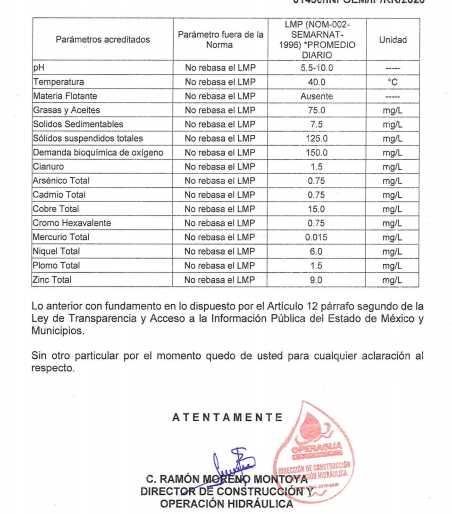 Parámetros acreditados | Parámetro fuera de la Norma | LMP (NOM-002-SEMARNAT-1996) *PROMEDIO DIARIO | Unidad
pH | No rebasa el LMP | 5.5-10.0 | -----
Temperatura | No rebasa el LMP | 40.0 | °C
Materia Flotante | No rebasa el LMP | Ausente | -----
Grasas y Aceites | No rebasa el LMP | 75.0 | mg/L
Solidos Sedimentables | No rebasa el LMP | 7.5 | mg/L
Sólidos suspendidos totales | No rebasa el LMP | 125.0 | mg/L
Demanda bioquímica de oxígeno | No rebasa el LMP | 150.0 | mg/L
Cianuro | No rebasa el LMP | 1.5 | mg/L
Arsénico Total | No rebasa el LMP | 0.75 | mg/L
Cadmio Total | No rebasa el LMP | 0.75 | mg/L
Cobre Total | No rebasa el LMP | 15.0 | mg/L
Cromo Hexavalente | No rebasa el LMP | 0.75 | mg/L
Mercurio Total | No rebasa el LMP | 0.015 | mg/L
Niquel Total | No rebasa el LMP | 6.0 | mg/L
Plomo Total | No rebasa el LMP | 1.5 | mg/L
Zinc Total | No rebasa el LMP | 9.0 | mg/L
Lo anterior con fundamento en lo dispuesto por el Artículo 12 párrafo segundo de la
Ley de Transparencia y Acceso a la Información Pública del Estado de México y
Municipios.
Sin otro particular por el momento quedo de usted para cualquier aclaración al
respecto.
A T E N T A M E N T E
OPERAGUA
DIRECCIÓN DE CONSTRUCCIÓN
HIDRÁULICA
C. RAMÓN MORENO MONTOYA
DIRECTOR DE CONSTRUCCIÓN Y
OPERACIÓN HIDRÁULICA